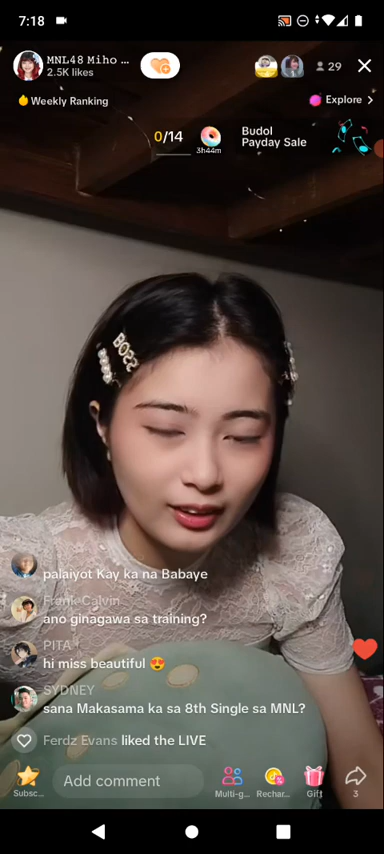 7:18
MNL48 Miho ...
2.5K likes
29
Weekly Ranking
Explore >
0/14
3h44m
Budol
Payday Sale
BOSS
palaiyot Kay ka na Babaye
Frank Calvin
ano ginagawa sa training?
PITA
hi miss beautiful 😍
SYDNEY
sana Makasama ka sa 8th Single sa MNL?
Ferdz Evans liked the LIVE
Add comment
Subsc...
Multi-g...
Rechar...
Gift
3